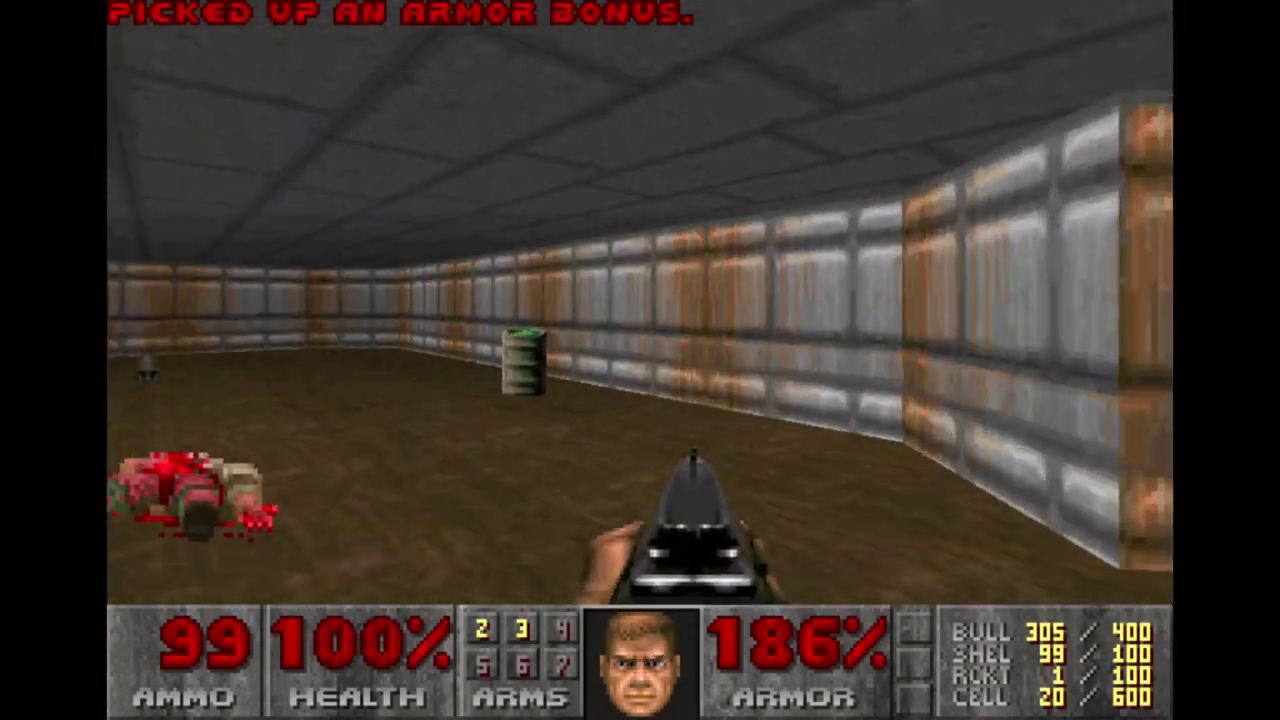 PICKED UP AN ARMOR BONUS.
99 100% 2 3 4 186% BULL 305 / 400
SHEL 99 / 100
5 6 7 RCKT 1 / 100
AMMO HEALTH ARMS ARMOR CELL 20 / 600